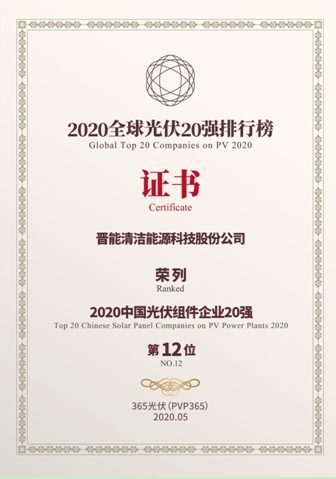 2020全球光伏20强排行榜
Global Top 20 Companies on PV 2020
证书
Certificate
晋能清洁能源科技股份公司
荣列
Ranked
2020中国光伏组件企业20强
Top 20 Chinese Solar Panel Companies on PV Power Plants 2020
第12位
NO.12
365光伏(PVP365)
2020.05